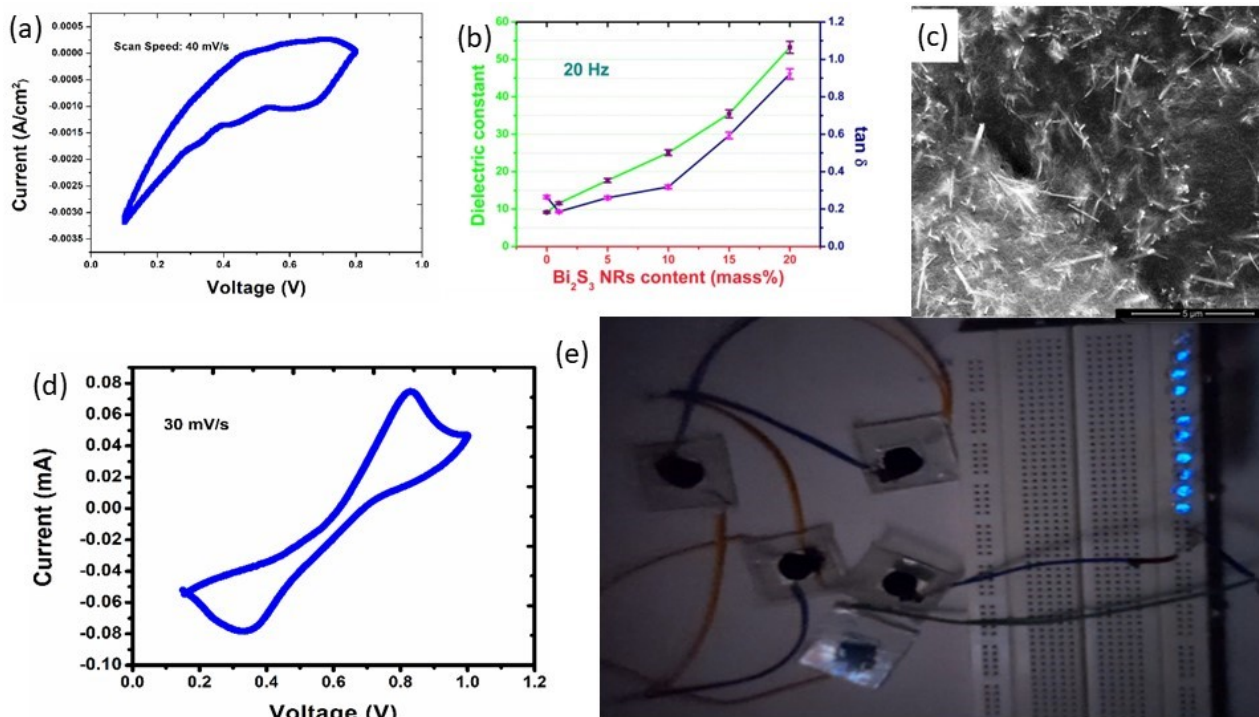 (a)
0.0005
0.0000
-0.0005
-0.0010
-0.0015
-0.0020
-0.0025
-0.0030
-0.0035
Current (A/cm²)
Scan Speed: 40 mV/s
0.0 0.2 0.4 0.6 0.8 1.0
Voltage (V)
(b)
60
50
40
30
20
10
0
Dielectric constant
20 Hz
1.2
1.0
0.8
0.6
0.4
0.2
0.0
tan δ
0 5 10 15 20
Bi₂S₃ NRs content (mass%)
(c)
5 µm
(d)
0.08
0.06
0.04
0.02
0.00
-0.02
-0.04
-0.06
-0.08
-0.10
Current (mA)
30 mV/s
0.0 0.2 0.4 0.6 0.8 1.0 1.2
Voltage (V)
(e)